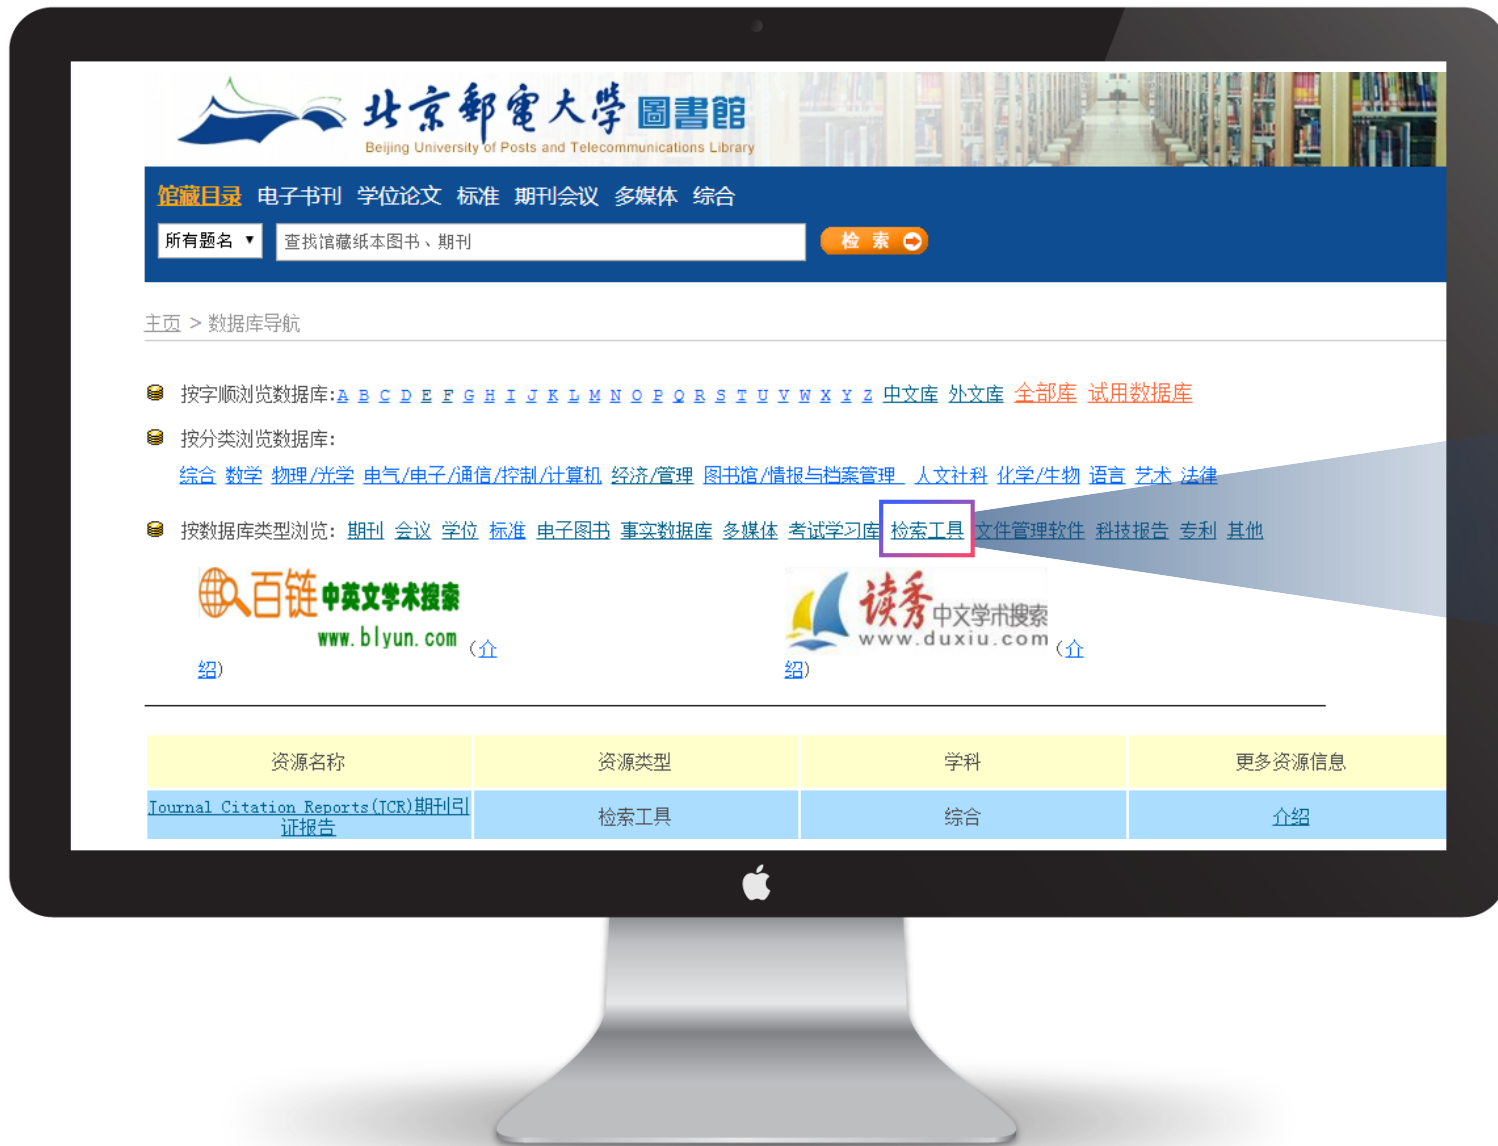 北京郵電大學 圖書館
Beijing University of Posts and Telecommunications Library
馆藏目录 电子书刊 学位论文 标准 期刊会议 多媒体 综合
所有题名 ▼ 查找馆藏纸本图书、期刊 检 索
主页 > 数据库导航
按字顺浏览数据库:A B C D E F G H I J K L M N O P Q R S T U V W X Y Z 中文库 外文库 全部库 试用数据库
按分类浏览数据库:
综合 数学 物理/光学 电气/电子/通信/控制/计算机 经济/管理 图书馆/情报与档案管理 人文社科 化学/生物 语言 艺术 法律
按数据库类型浏览: 期刊 会议 学位 标准 电子图书 事实数据库 多媒体 考试学习库 检索工具 文件管理软件 科技报告 专利 其他
百链 中英文学术搜索
www.blyun.com (介
绍)
读秀 中文学术搜索
www.duxiu.com (介
绍)
资源名称 资源类型 学科 更多资源信息
Journal Citation Reports(JCR)期刊引
证报告 检索工具 综合 介绍